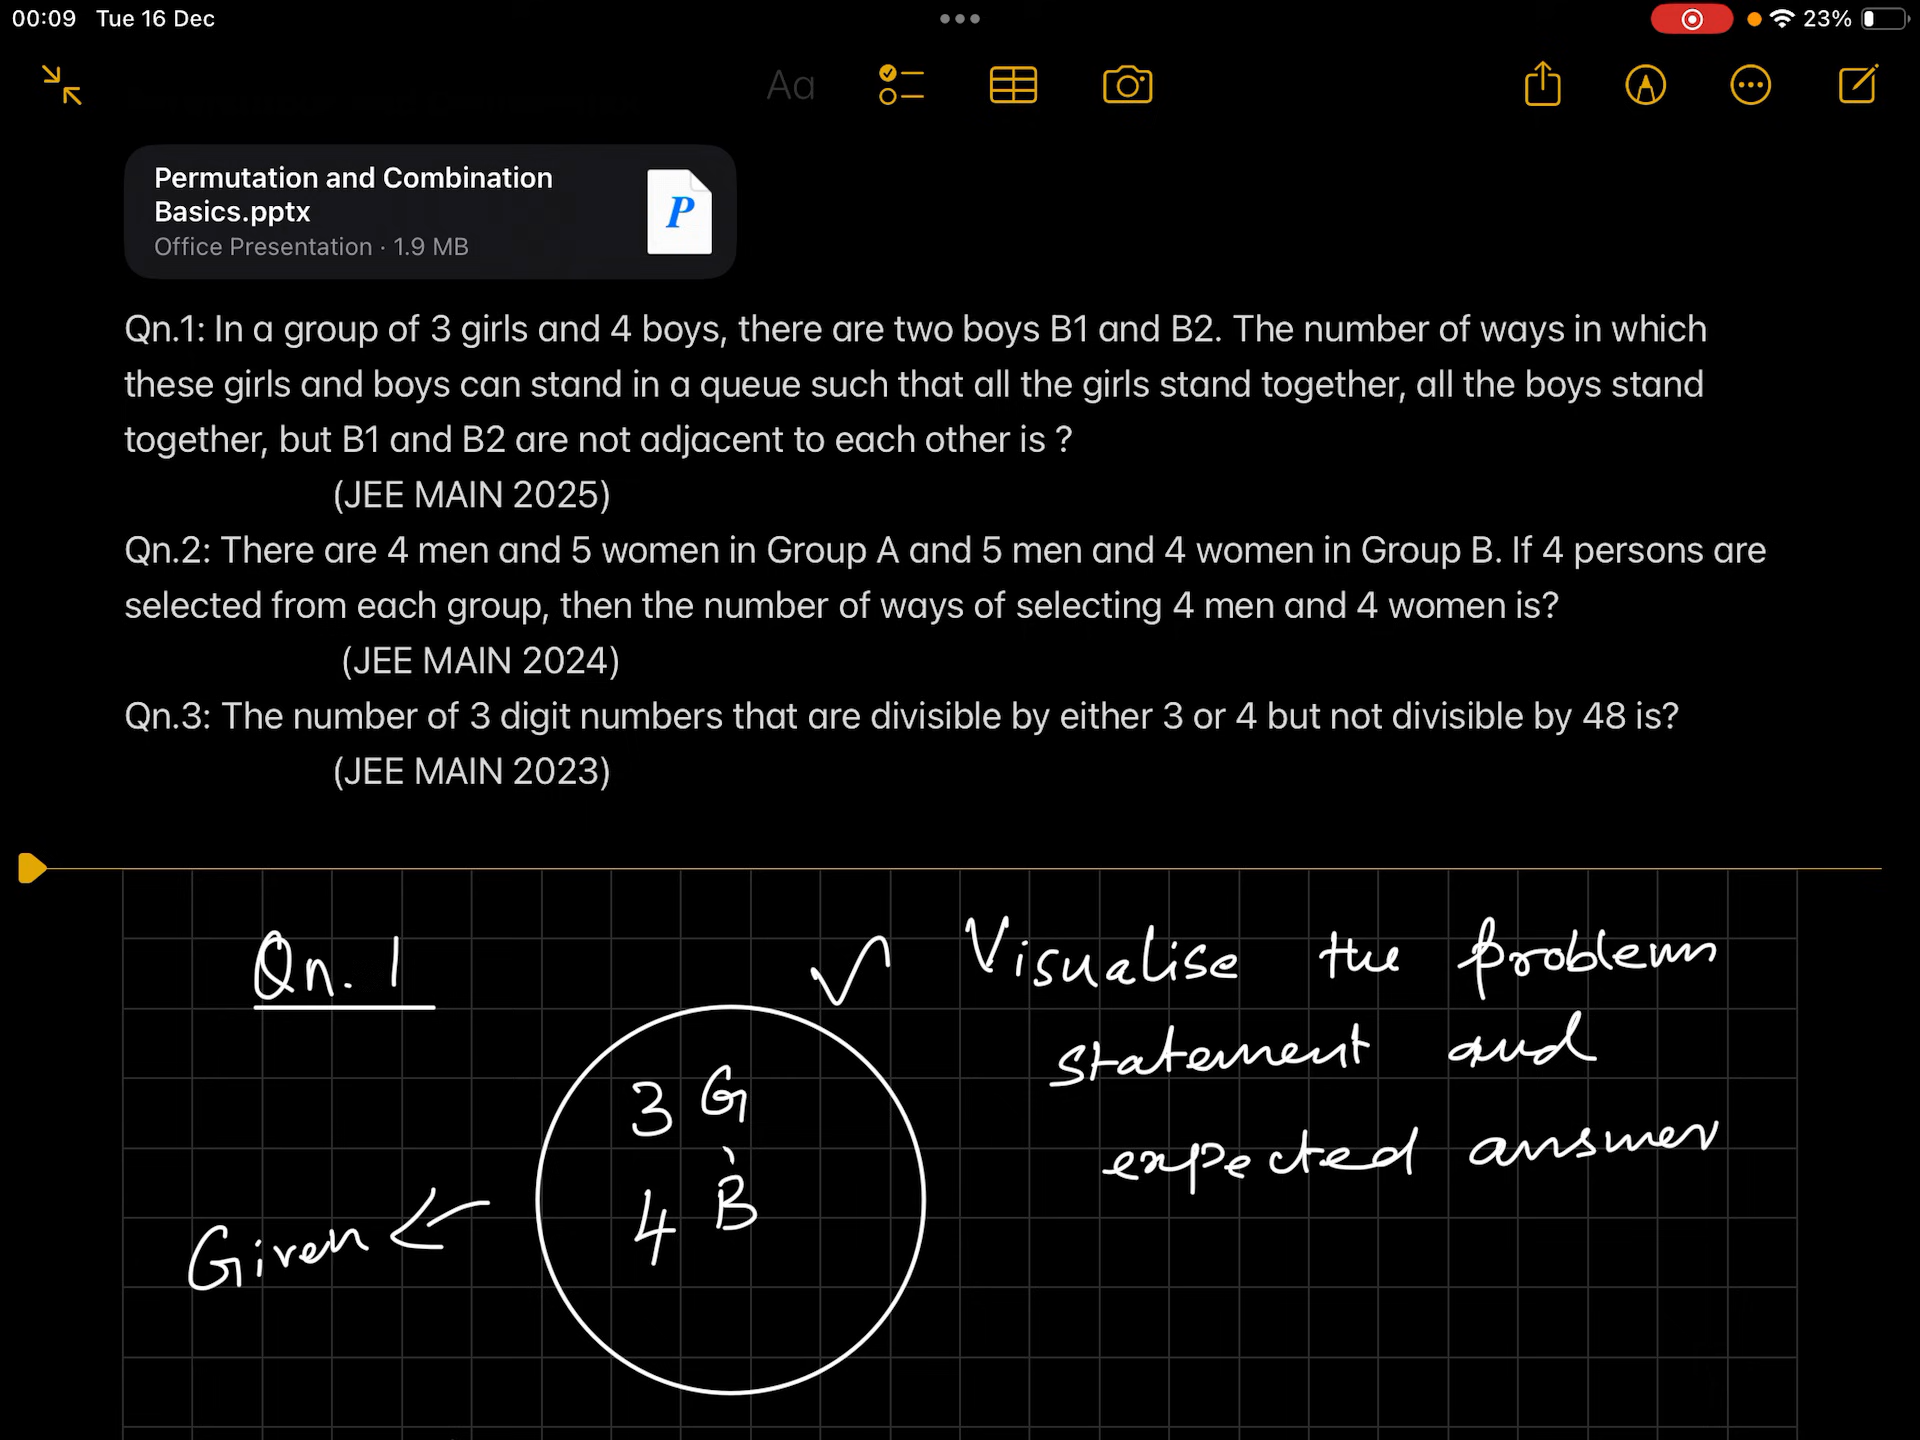 00:09 Tue 16 Dec
23%
Aa
Permutation and Combination
Basics.pptx
Office Presentation · 1.9 MB
P
Qn.1: In a group of 3 girls and 4 boys, there are two boys B1 and B2. The number of ways in which
these girls and boys can stand in a queue such that all the girls stand together, all the boys stand
together, but B1 and B2 are not adjacent to each other is ?
(JEE MAIN 2025)
Qn.2: There are 4 men and 5 women in Group A and 5 men and 4 women in Group B. If 4 persons are
selected from each group, then the number of ways of selecting 4 men and 4 women is?
(JEE MAIN 2024)
Qn.3: The number of 3 digit numbers that are divisible by either 3 or 4 but not divisible by 48 is?
(JEE MAIN 2023)
Qn. 1
Visualise the problem
statement and
expected answer
3 G
4 B
Given